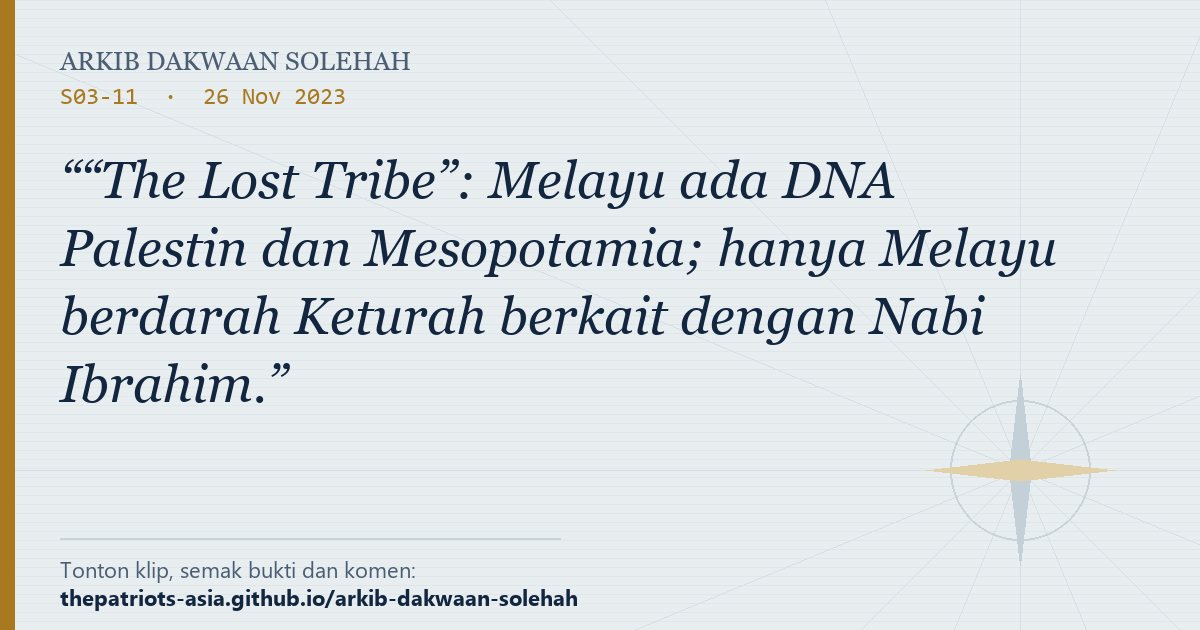 ARKIB DAKWAAN SOLEHAH
S03-11 · 26 Nov 2023
““The Lost Tribe”: Melayu ada DNA
Palestin dan Mesopotamia; hanya Melayu
berdarah Keturah berkait dengan Nabi
Ibrahim.”
Tonton klip, semak bukti dan komen:
thepatriots-asia.github.io/arkib-dakwaan-solehah